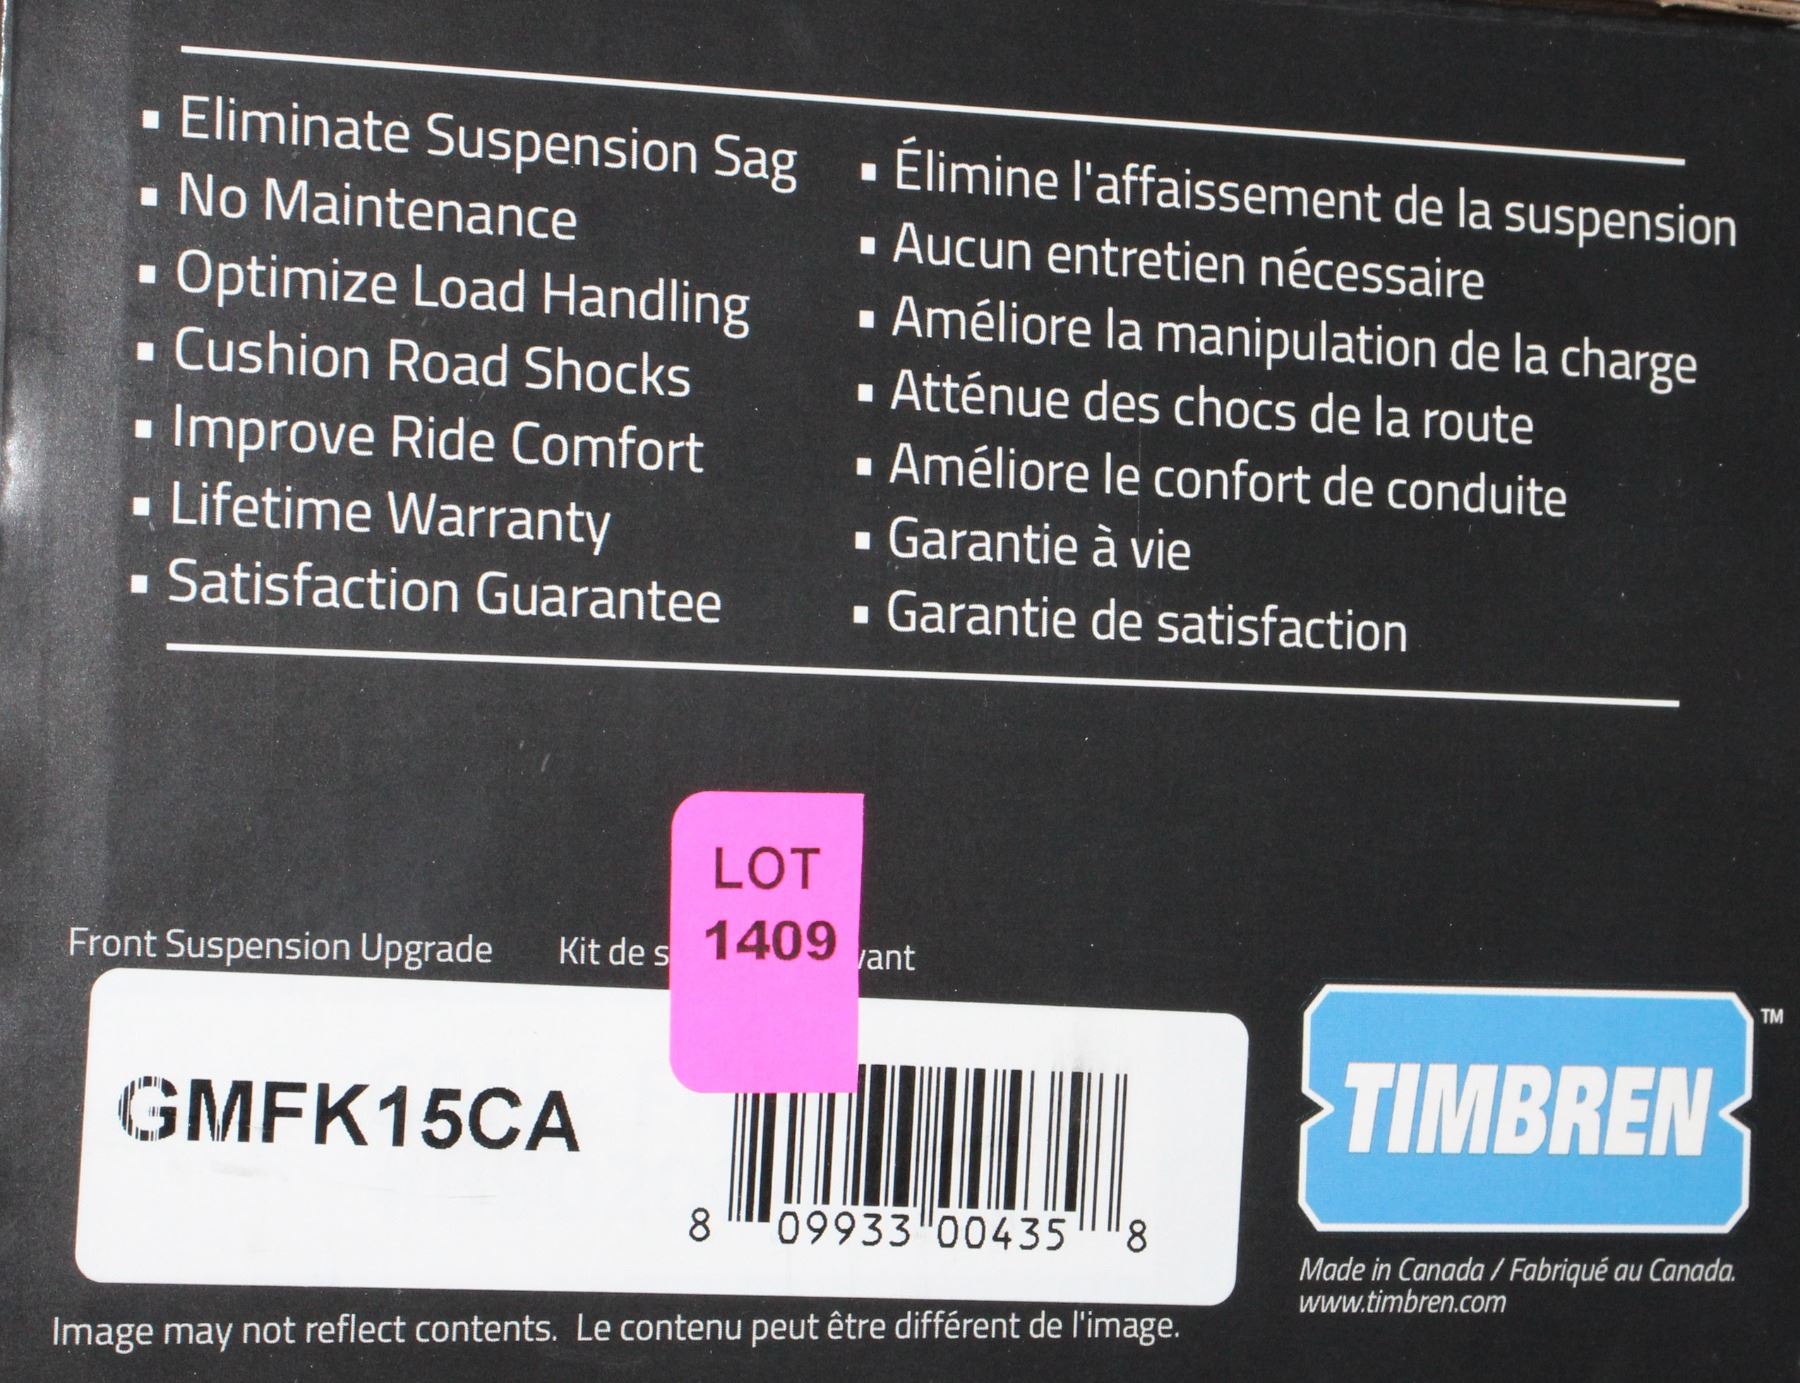 ▪ Eliminate Suspension Sag
▪ No Maintenance
▪ Optimize Load Handling
▪ Cushion Road Shocks
▪ Improve Ride Comfort
▪ Lifetime Warranty
▪ Satisfaction Guarantee
▪ Élimine l'affaissement de la suspension
▪ Aucun entretien nécessaire
▪ Améliore la manipulation de la charge
▪ Atténue des chocs de la route
▪ Améliore le confort de conduite
▪ Garantie à vie
▪ Garantie de satisfaction
LOT
1409
Front Suspension Upgrade
Kit de
GMFK15CA
8 09933 00435 8
TIMBREN™
Made in Canada / Fabriqué au Canada.
www.timbren.com
Image may not reflect contents. Le contenu peut être différent de l'image.